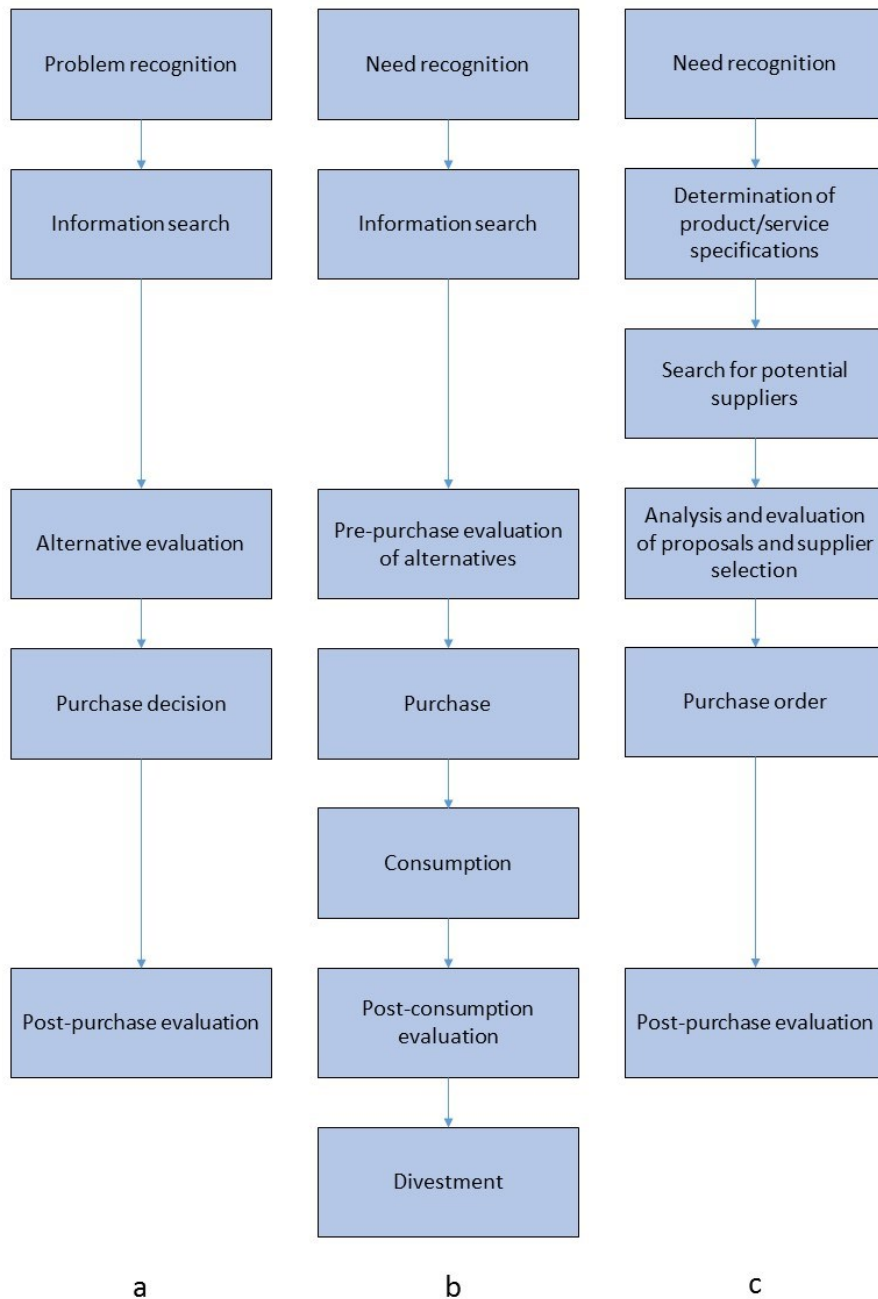 Problem recognition
Information search
Alternative evaluation
Purchase decision
Post-purchase evaluation
a
Need recognition
Information search
Pre-purchase evaluation
of alternatives
Purchase
Consumption
Post-consumption
evaluation
Divestment
b
Need recognition
Determination of
product/service
specifications
Search for potential
suppliers
Analysis and evaluation
of proposals and supplier
selection
Purchase order
Post-purchase evaluation
c